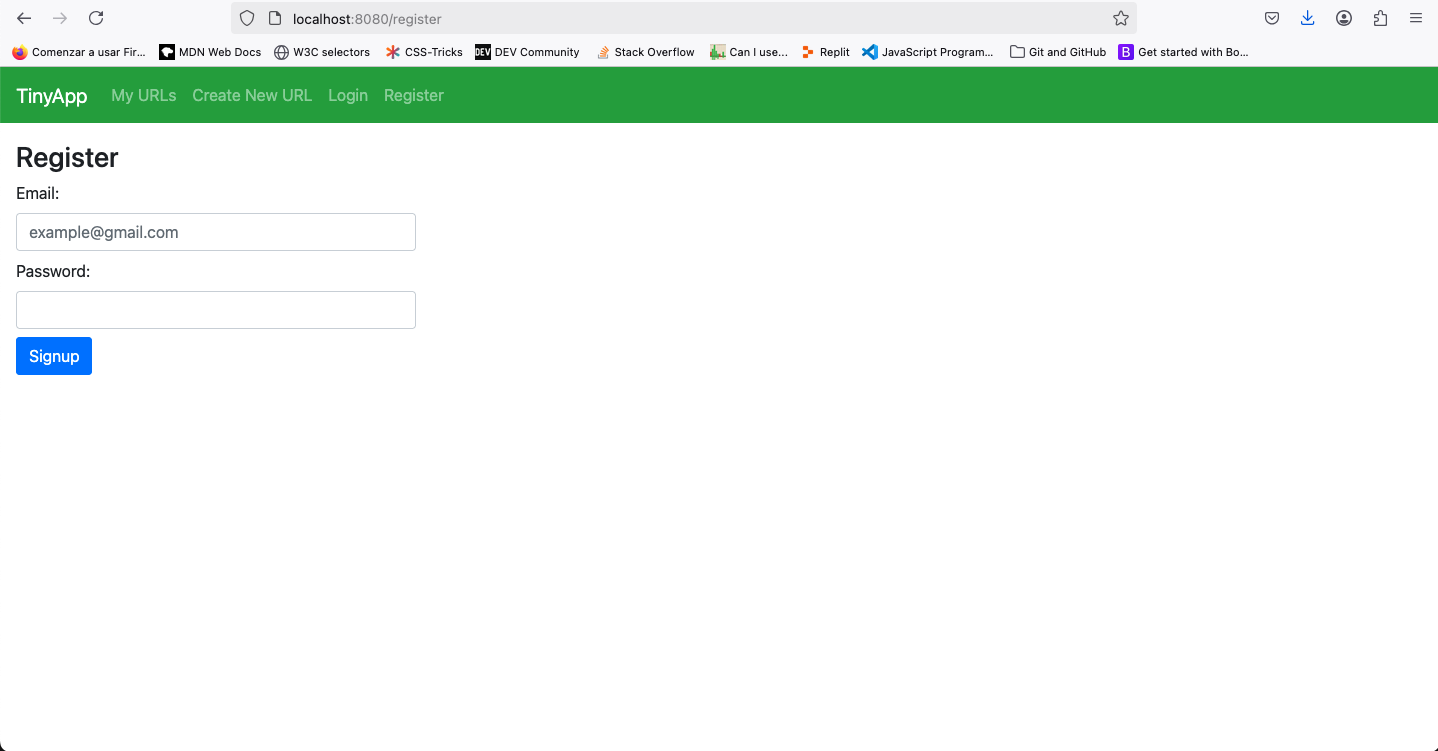 localhost:8080/register
Comenzar a usar Fir... MDN Web Docs W3C selectors CSS-Tricks DEV DEV Community Stack Overflow Can I use... Replit JavaScript Program... Git and GitHub B Get started with Bo...
TinyApp My URLs Create New URL Login Register
Register
Email:
example@gmail.com
Password:
Signup